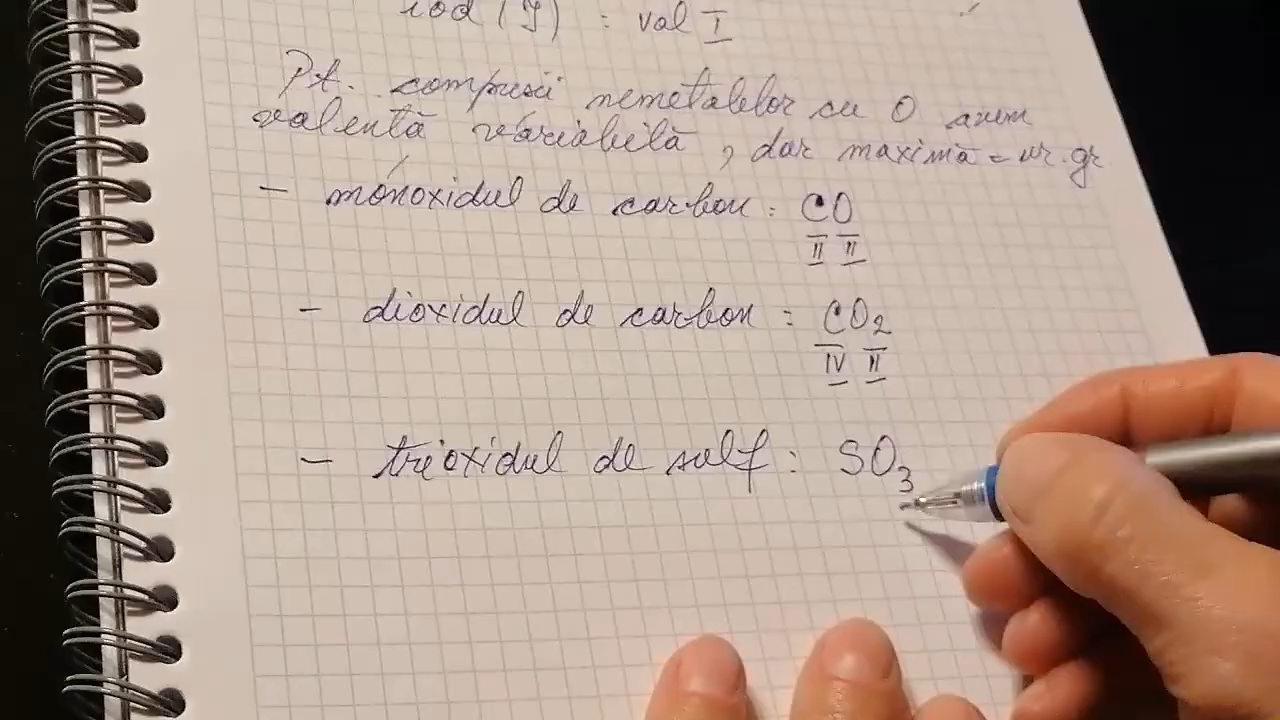 iod (I) : val I
Pt. compușii nemetalelor cu O avem
valență variabilă, dar maximă = nr. gr.
- monoxidul de carbon : CO
II II
- dioxidul de carbon : CO₂
IV II
- trioxidul de sulf : SO₃